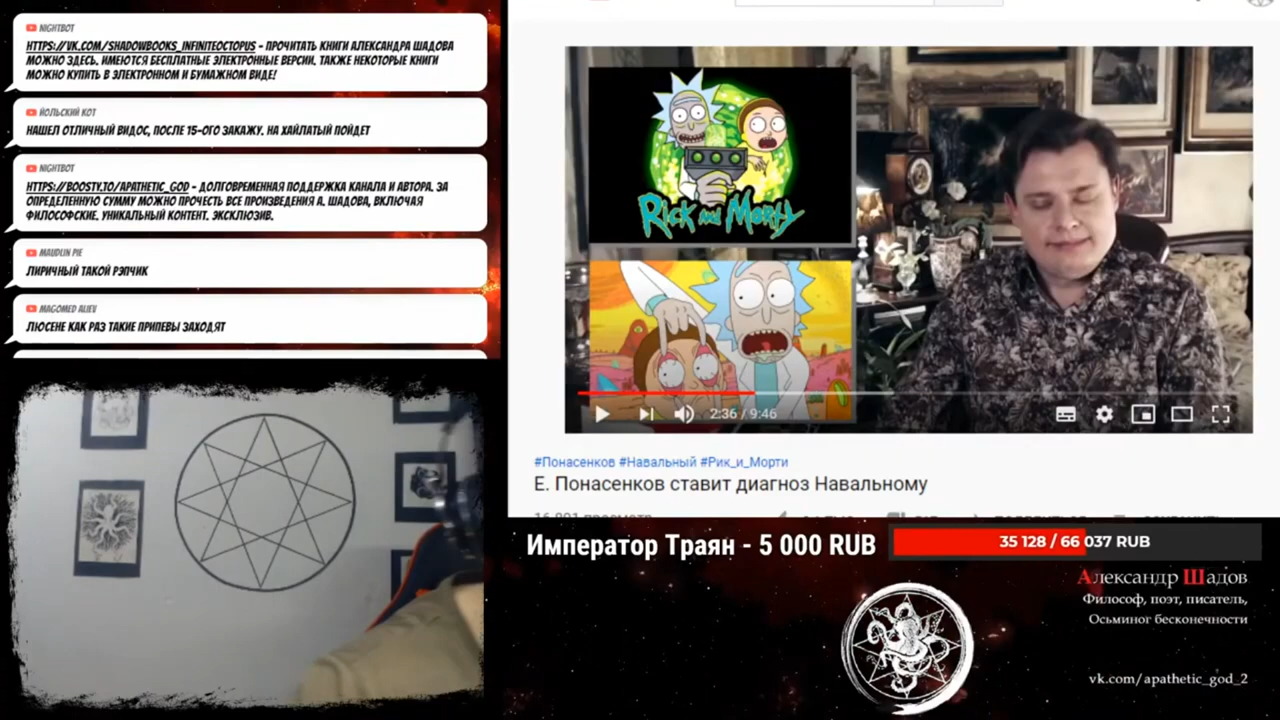 NIGHTBOT
HTTPS://VK.COM/SHADOWBOOKS_INFINITEOCTOPUS - ПРОЧИТАТЬ КНИГИ АЛЕКСАНДРА ШАДОВА
МОЖНО ЗДЕСЬ. ИМЕЮТСЯ БЕСПЛАТНЫЕ ЭЛЕКТРОННЫЕ ВЕРСИИ. ТАКЖЕ НЕКОТОРЫЕ КНИГИ
МОЖНО КУПИТЬ В ЭЛЕКТРОННОМ И БУМАЖНОМ ВИДЕ!
ЙОЛЬСКИЙ КОТ
НАШЕЛ ОТЛИЧНЫЙ ВИДОС, ПОСЛЕ 15-ОГО ЗАКАЖУ. НА ХАЙЛАТЫЙ ПОЙДЕТ
NIGHTBOT
HTTPS://BOOSTY.TO/APATHETIC_GOD - ДОЛГОВРЕМЕННАЯ ПОДДЕРЖКА КАНАЛА И АВТОРА. ЗА
ОПРЕДЕЛЕННУЮ СУММУ МОЖНО ПРОЧЕСТЬ ВСЕ ПРОИЗВЕДЕНИЯ А. ШАДОВА, ВКЛЮЧАЯ
ФИЛОСОФСКИЕ. УНИКАЛЬНЫЙ КОНТЕНТ. ЭКСКЛЮЗИВ.
MAUDLIN PIE
ЛИРИЧНЫЙ ТАКОЙ РЭПЧИК
MAGOMED ALIEV
ЛЮСЕНЕ КАК РАЗ ТАКИЕ ПРИПЕВЫ ЗАХОДЯТ
RICK AND MORTY
2:36 / 9:46
#Понасенков #Навальный #Рик_и_Морти
Е. Понасенков ставит диагноз Навальному
Император Траян - 5 000 RUB
35 128 / 66 037 RUB
Александр Шадов
Философ, поэт, писатель,
Осьминог бесконечности
vk.com/apathetic_god_2